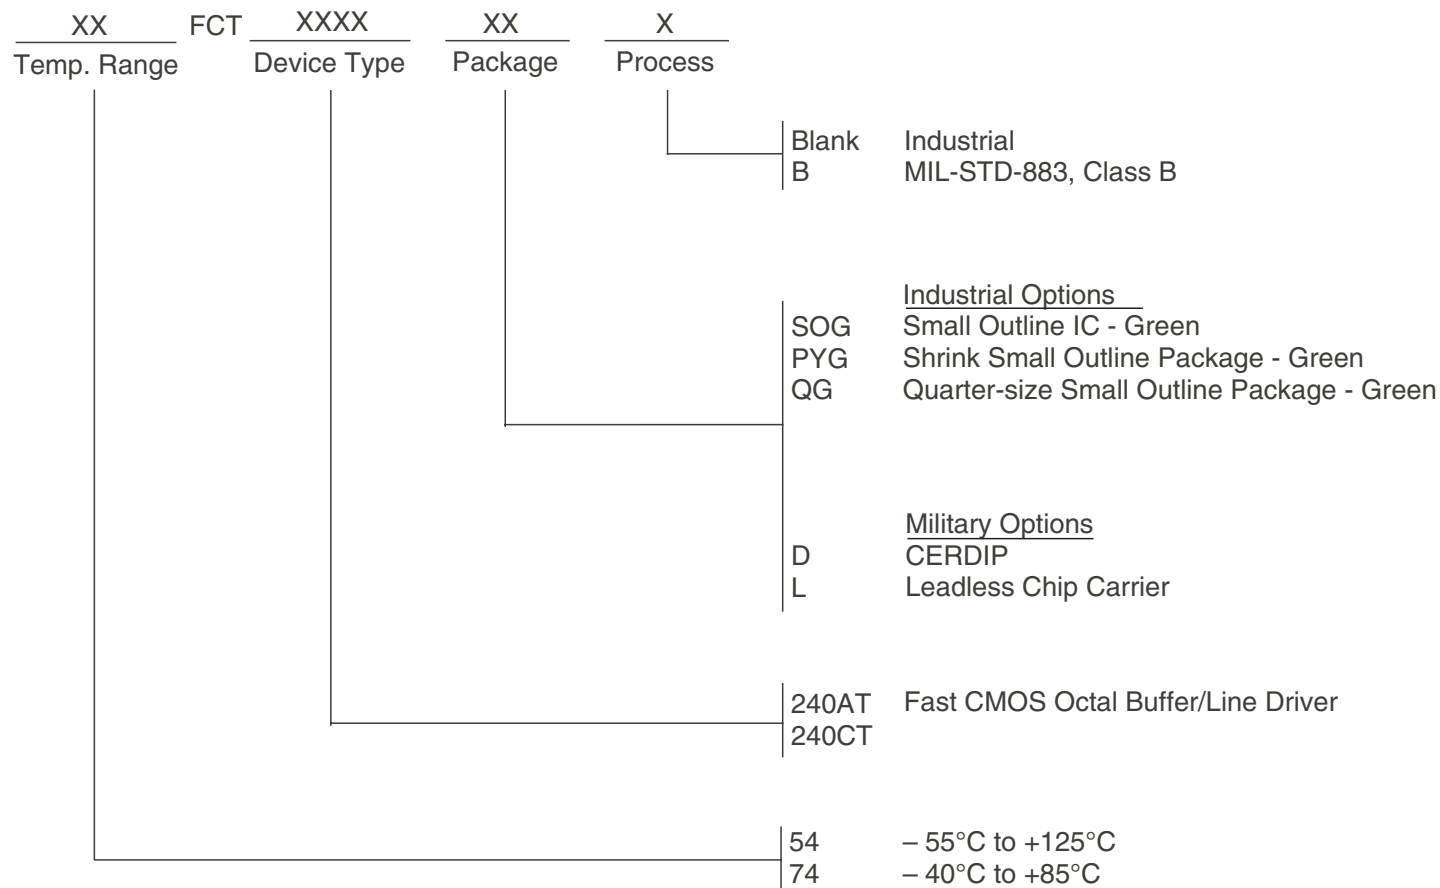 XX FCT XXXX XX X
Temp. Range Device Type Package Process
Blank Industrial
B MIL-STD-883, Class B
Industrial Options
SOG Small Outline IC - Green
PYG Shrink Small Outline Package - Green
QG Quarter-size Small Outline Package - Green
Military Options
D CERDIP
L Leadless Chip Carrier
240AT Fast CMOS Octal Buffer/Line Driver
240CT
54 – 55°C to +125°C
74 – 40°C to +85°C